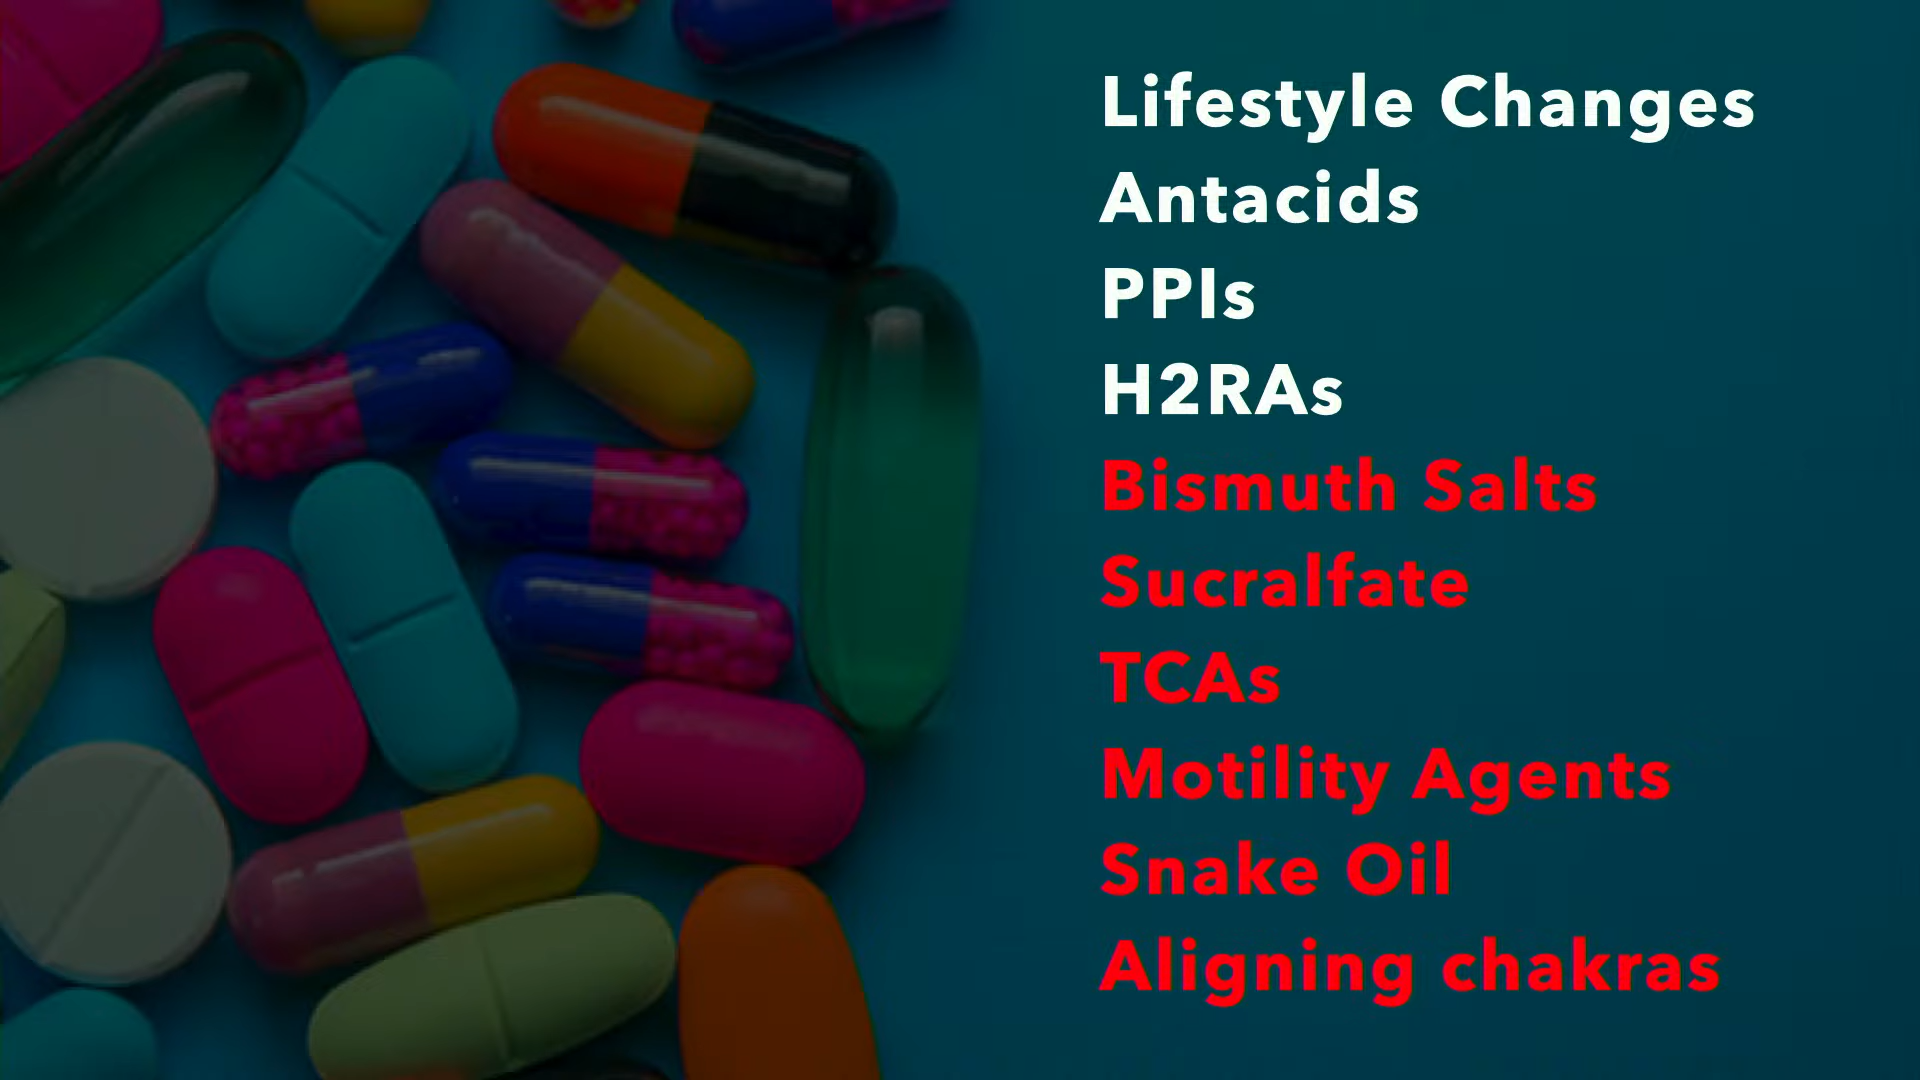 Lifestyle Changes
Antacids
PPIs
H2RAs
Bismuth Salts
Sucralfate
TCAs
Motility Agents
Snake Oil
Aligning chakras